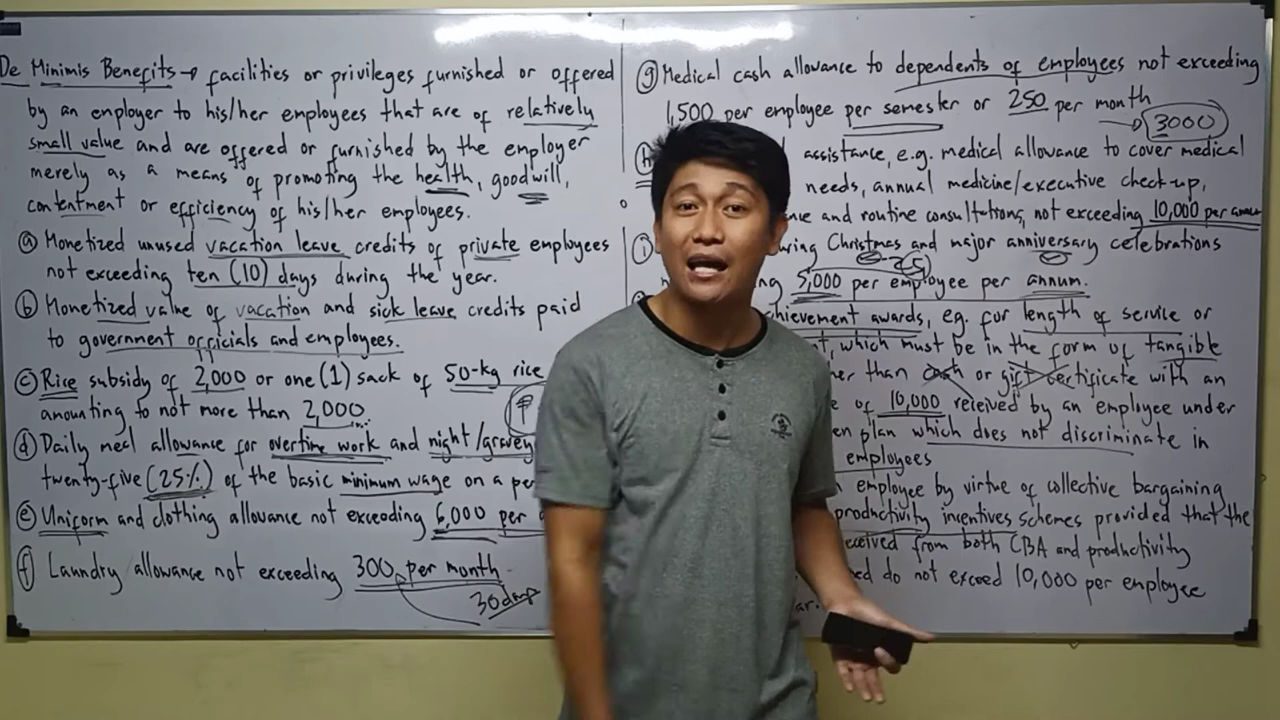 De Minimis Benefits → facilities or privileges furnished or offered
by an employer to his/her employees that are of relatively
small value and are offered or furnished by the employer
merely as a means of promoting the health, goodwill,
contentment or efficiency of his/her employees.
(a) Monetized unused vacation leave credits of private employees
not exceeding ten (10) days during the year.
(b) Monetized value of vacation and sick leave credits paid
to government officials and employees.
(c) Rice subsidy of 2,000 or one (1) sack of 50-kg rice
amounting to not more than 2,000.
₱
(d) Daily meal allowance for overtime work and night/gravey
twenty-five (25%) of the basic minimum wage on a per
(e) Uniform and clothing allowance not exceeding 6,000 per
(f) Laundry allowance not exceeding 300 per month
30 days
(g) Medical cash allowance to dependents of employees not exceeding
1,500 per employee per semester or 250 per month
→ 3000
(h) assistance, e.g. medical allowance to cover medical
needs, annual medicine/executive check-up,
and routine consultations, not exceeding 10,000 per annum
(i) during Christmas and major anniversary celebrations
5,000 per employee per annum.
achievement awards, eg. for length of service or
which must be in the form of tangible
than cash or gift certificate with an
of 10,000 received by an employee under
plan which does not discriminate in
employees
employee by virtue of collective bargaining
productivity incentives schemes provided that the
received from both CBA and productivity
do not exceed 10,000 per employee